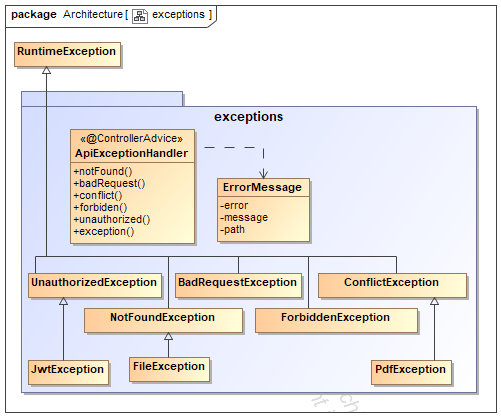 package Architecture [ exceptions ]
RuntimeException
exceptions
«@ControllerAdvice»
ApiExceptionHandler
+notFound()
+badRequest()
+conflict()
+forbiden()
+unauthorized()
+exception()
ErrorMessage
-error
-message
-path
UnauthorizedException
BadRequestException
ConflictException
NotFoundException
ForbiddenException
JwtException
FileException
PdfException